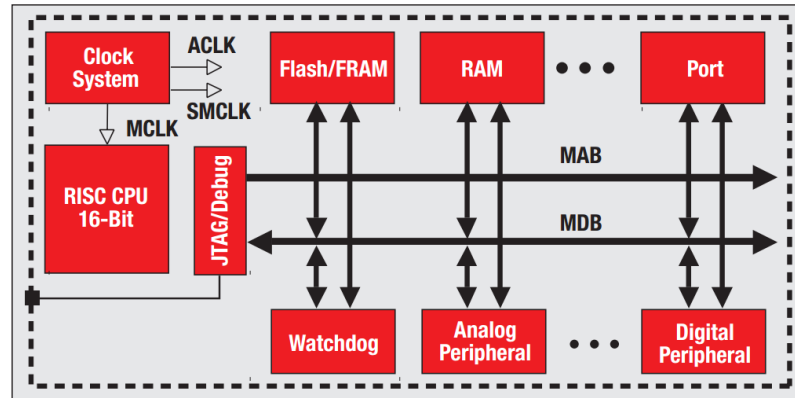 Clock
System
ACLK
SMCLK
MCLK
Flash/FRAM
RAM
Port
RISC CPU
16-Bit
JTAG/Debug
MAB
MDB
Watchdog
Analog
Peripheral
Digital
Peripheral